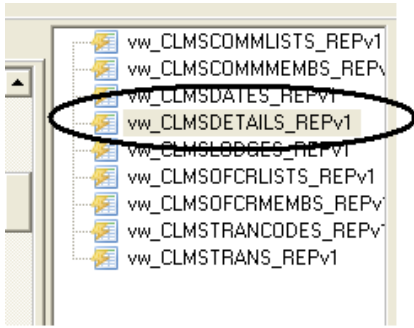 vw_CLMSCOMMLISTS_REPv1
vw_CLMSCOMMMEMBS_REPv
vw_CLMSDATES_REPv1
vw_CLMSDETAILS_REPv1
vw_CLMSLODGES_REPv1
vw_CLMSOFCRLISTS_REPv1
vw_CLMSOFCRMEMBS_REPv
vw_CLMSTRANCODES_REPv
vw_CLMSTRANS_REPv1